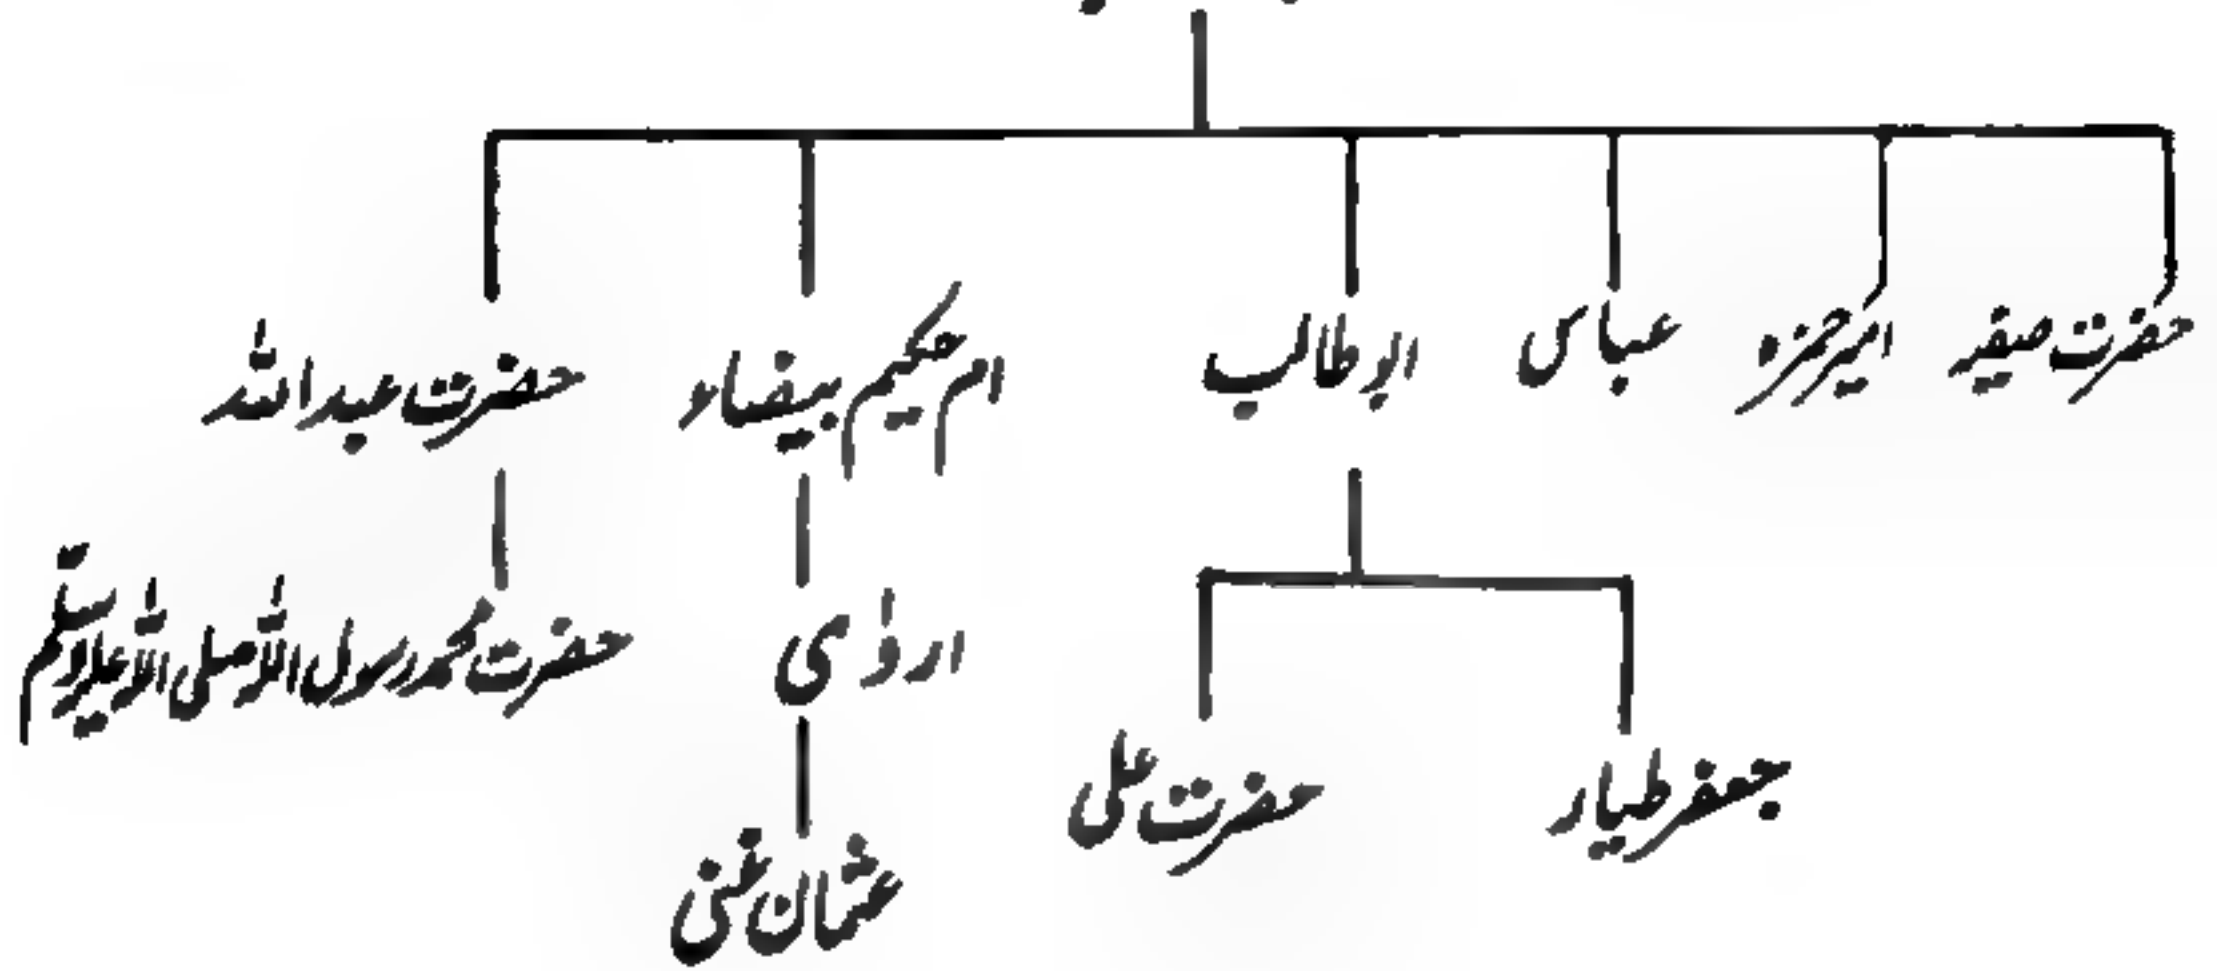 حضرت صفیہ امیر حمزہ عباس ابو طالب ام حکیم بیضاء حضرت عبداللہ
اروٰی حضرت محمد رسول اللہ صلی اللہ علیہ وسلم
جعفر طیار حضرت علی
عثمان غنی